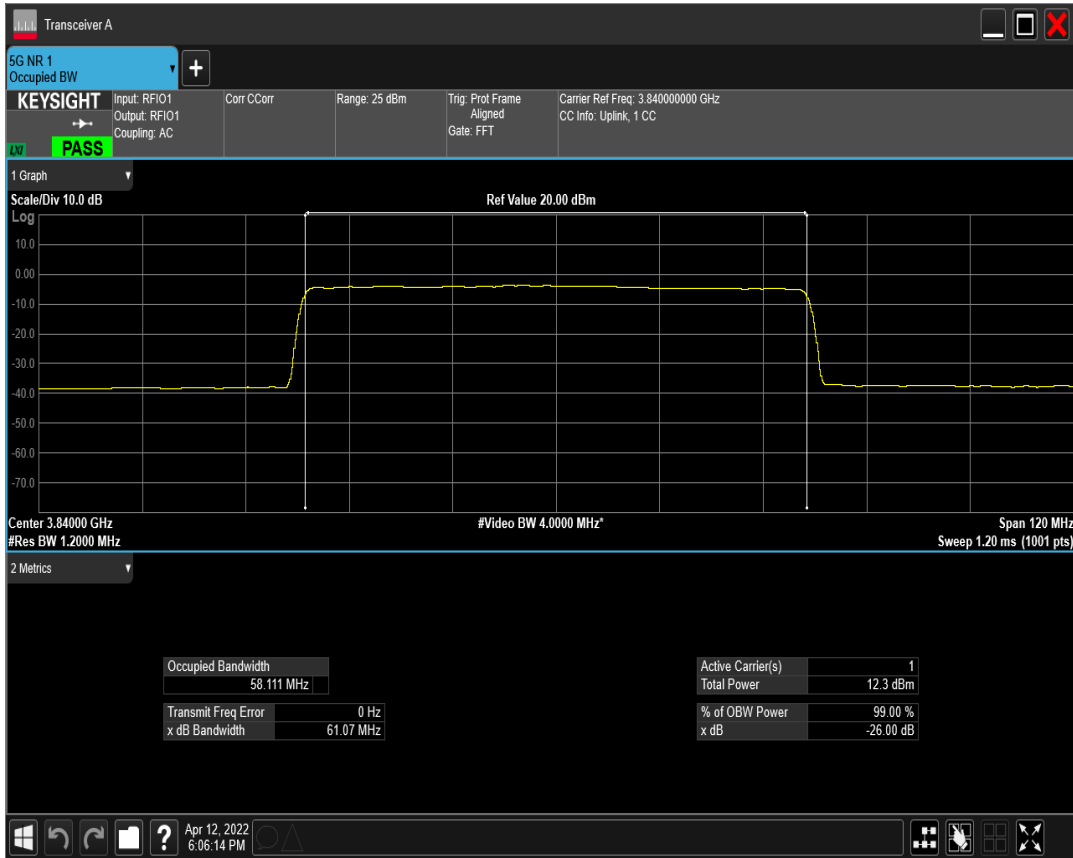 Transceiver A
5G NR 1
Occupied BW
KEYSIGHT
LXI
PASS
Input: RFIO1
Output: RFIO1
Coupling: AC
Corr CCorr
Range: 25 dBm
Trig: Prot Frame
Aligned
Gate: FFT
Carrier Ref Freq: 3.840000000 GHz
CC Info: Uplink, 1 CC
1 Graph
Scale/Div 10.0 dB
Ref Value 20.00 dBm
Log
10.0
0.00
-10.0
-20.0
-30.0
-40.0
-50.0
-60.0
-70.0
Center 3.84000 GHz
#Video BW 4.0000 MHz*
Span 120 MHz
#Res BW 1.2000 MHz
Sweep 1.20 ms (1001 pts)
2 Metrics
Occupied Bandwidth
58.111 MHz
Transmit Freq Error 0 Hz
x dB Bandwidth 61.07 MHz
Active Carrier(s) 1
Total Power 12.3 dBm
% of OBW Power 99.00 %
x dB -26.00 dB
?
Apr 12, 2022
6:06:14 PM